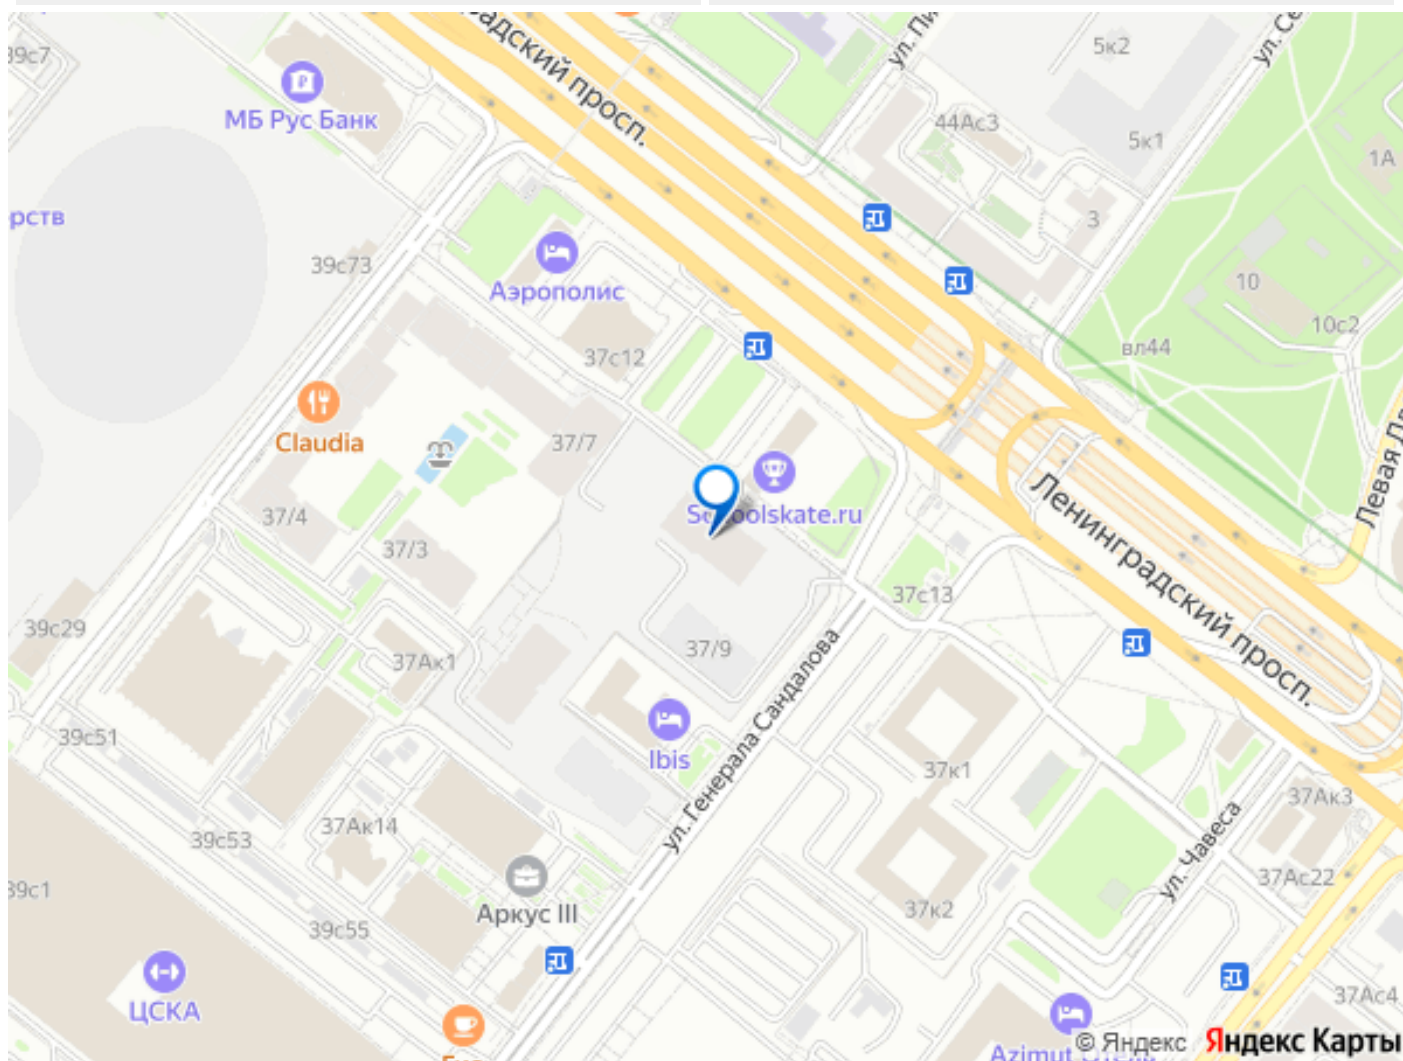 39с7
МБ Рус Банк
адский просп.
ул. Пи
5к2
ул. Се
44Ас3
5к1
1А
рств
39с73
3
Аэрополис
10
10с2
37с12
вл44
Claudia
37/7
Левая Д
37/4
Schoolskate.ru
Ленинградский просп.
37/3
37с13
39с29
37Ак1
37/9
ул. Генерала Сандалова
39с51
Ibis
37к1
37Ак3
37Ак14
39с53
ул. Чавеса
37Ас22
39с1
Аркус III
37к2
39с55
ЦСКА
37Ас4
Azimut
© Яндекс Яндекс Карты